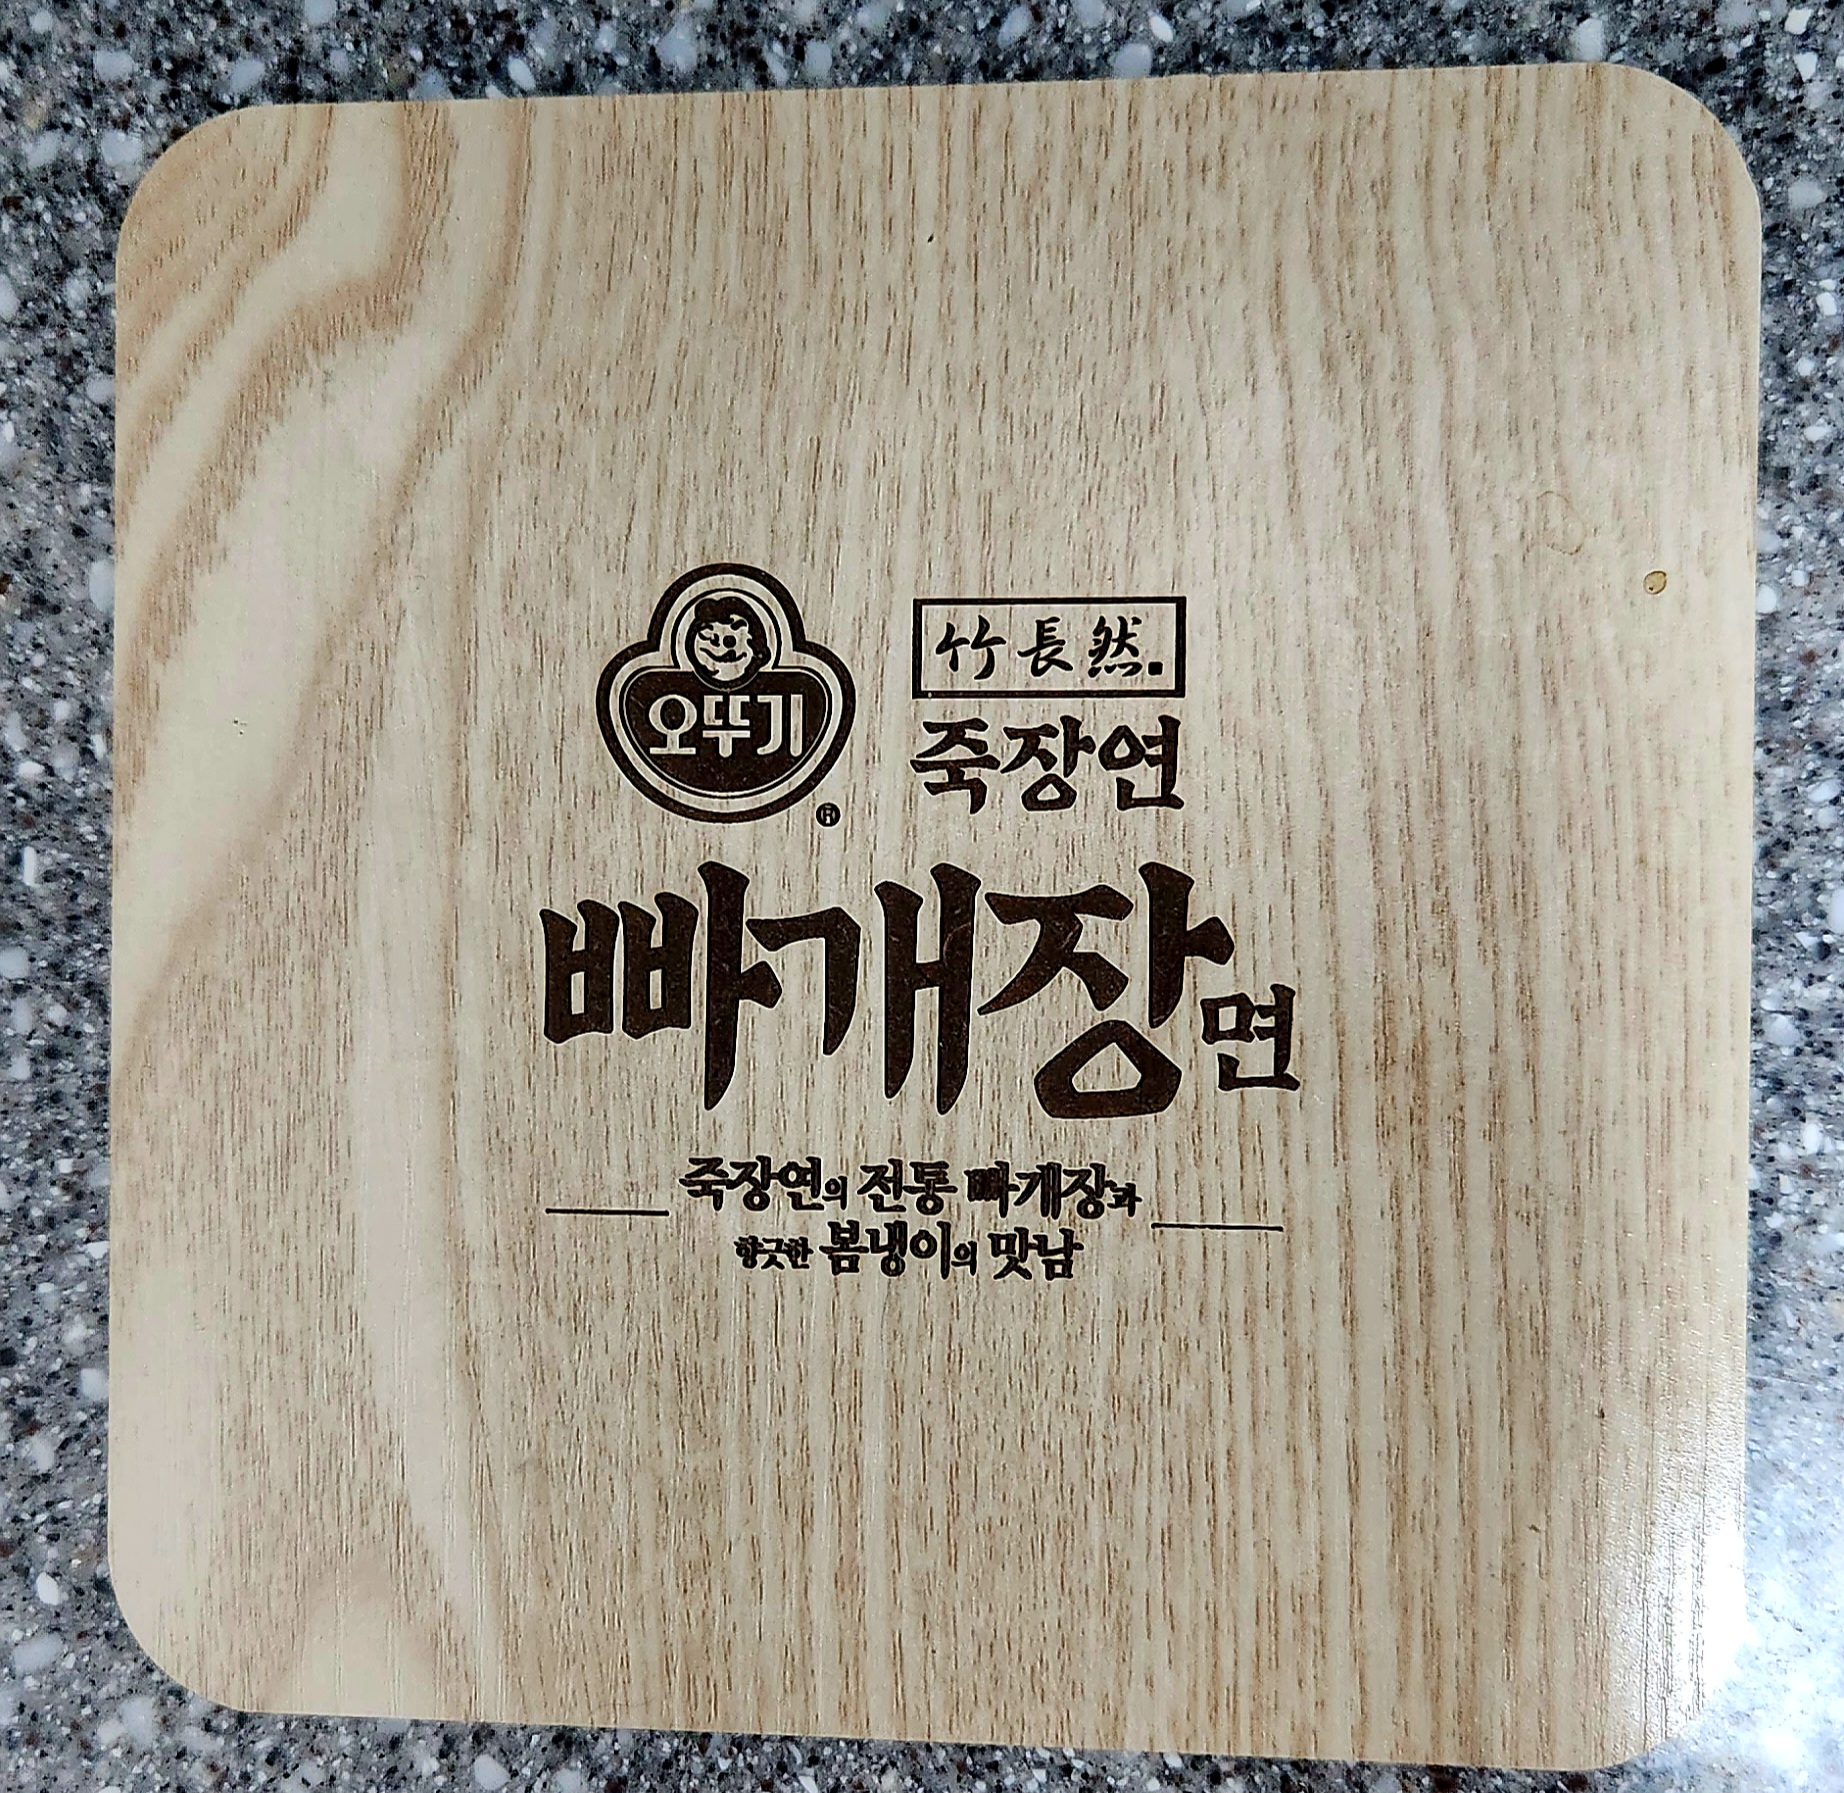 오뚜기
®
竹長然.
죽장연
빠개장면
죽장연의 전통 빠개장과
향긋한 봄냉이의 맛남